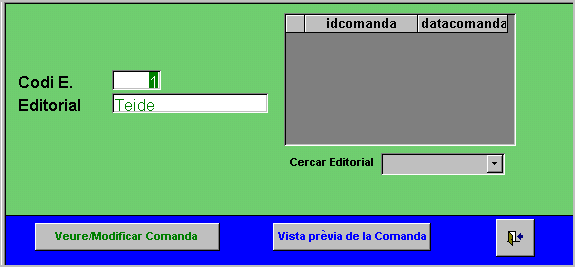 idcomanda datacomanda
Codi E. 1
Editorial Teide
Cercar Editorial
Veure/Modificar Comanda Vista prèvia de la Comanda